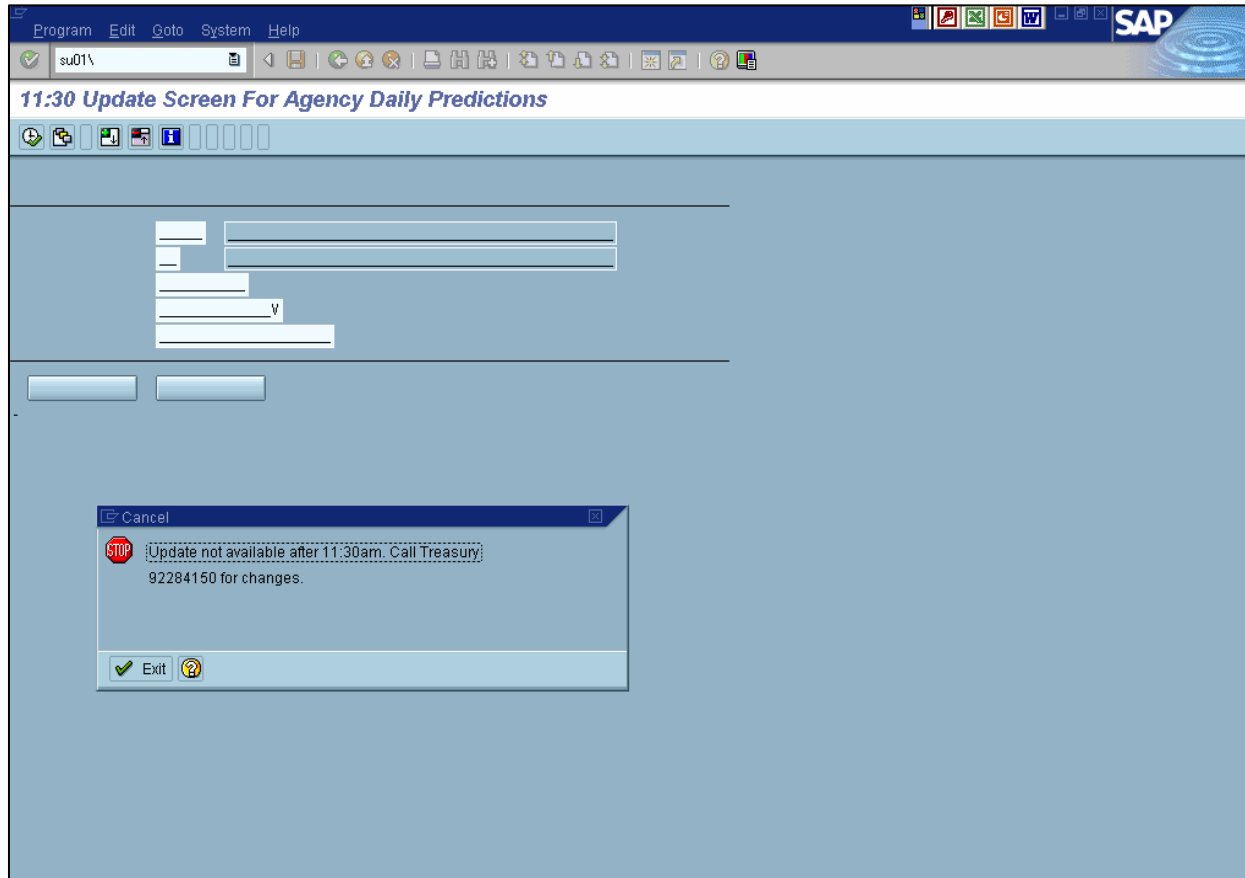 Program Edit Goto System Help
SAP
su01\
11:30 Update Screen For Agency Daily Predictions
V
Cancel
STOP
Update not available after 11:30am. Call Treasury
92284150 for changes.
Exit